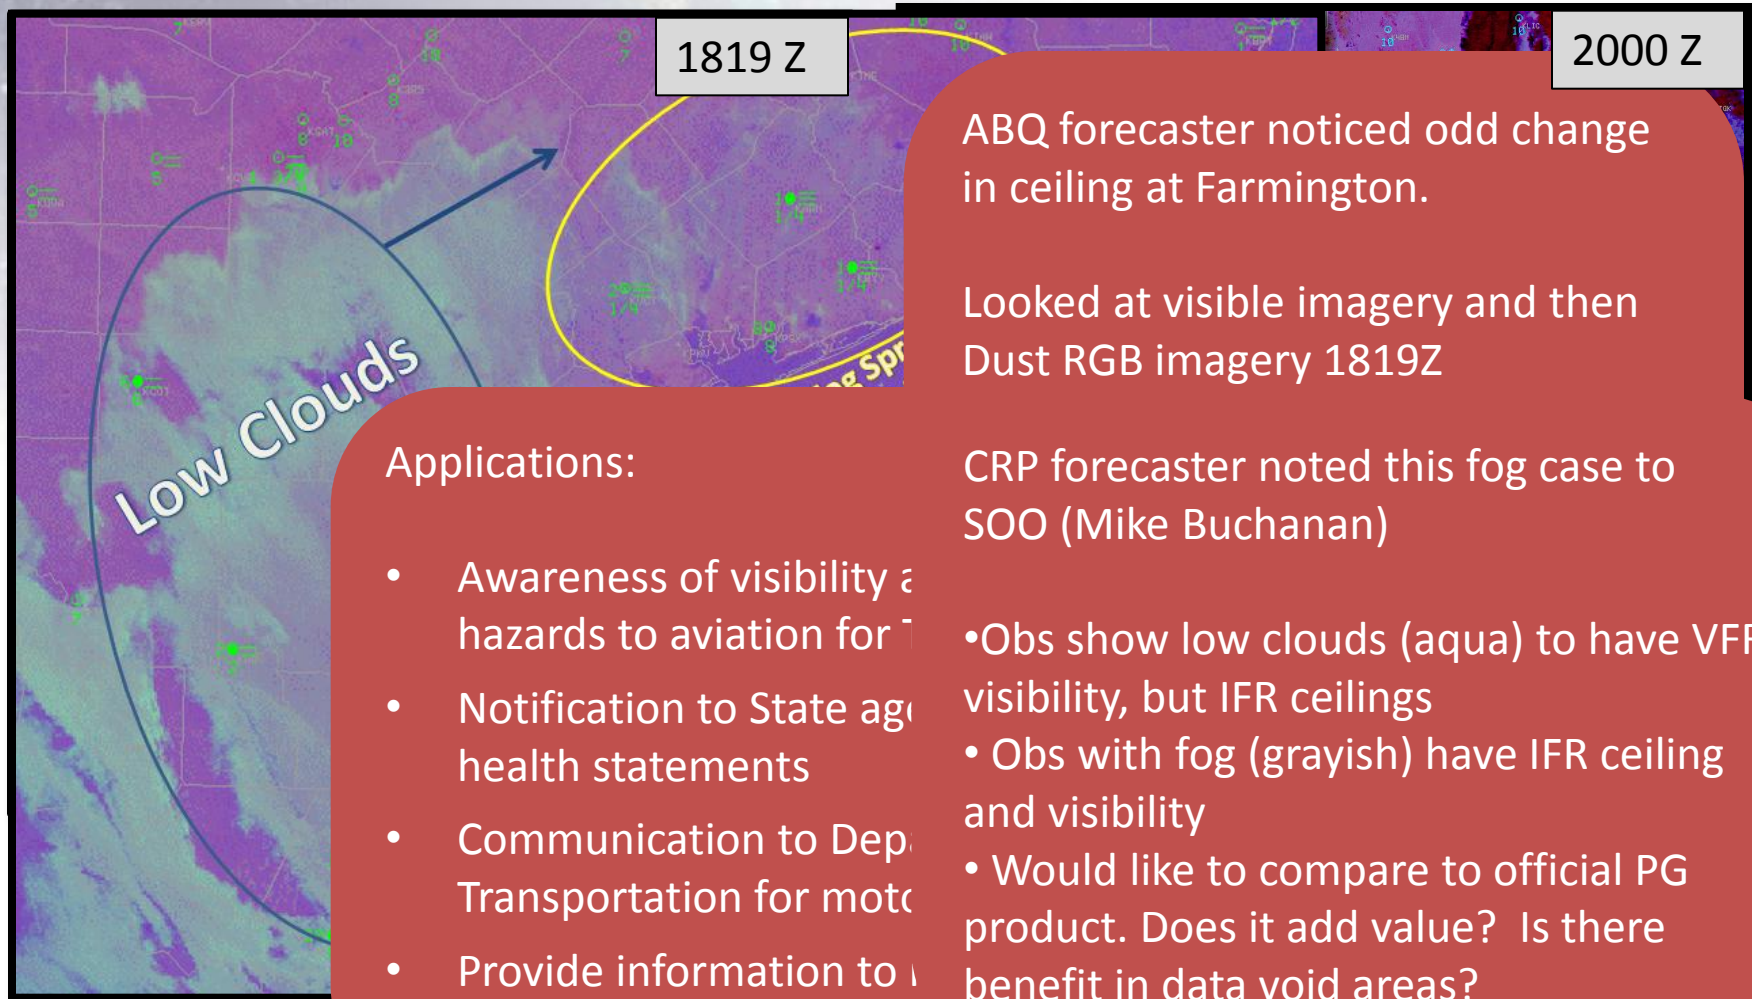 1819 Z
2000 Z
Low Clouds
ABQ forecaster noticed odd change
in ceiling at Farmington.
Looked at visible imagery and then
Dust RGB imagery 1819Z
CRP forecaster noted this fog case to
SOO (Mike Buchanan)
•Obs show low clouds (aqua) to have VFR
visibility, but IFR ceilings
• Obs with fog (grayish) have IFR ceiling
and visibility
• Would like to compare to official PG
product. Does it add value? Is there
benefit in data void areas?
Applications:
• Awareness of visibility
hazards to aviation for
• Notification to State
health statements
• Communication to
Transportation for
• Provide information to